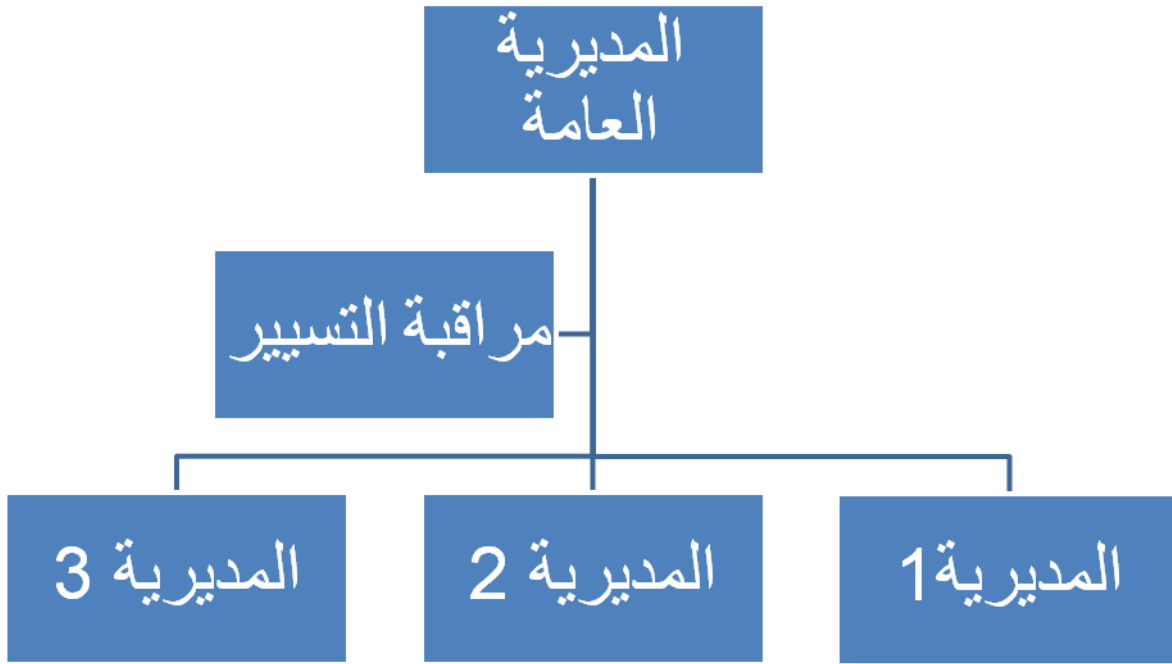 المديرية
العامة
مراقبة التسيير
المديرية1
المديرية 2
المديرية 3